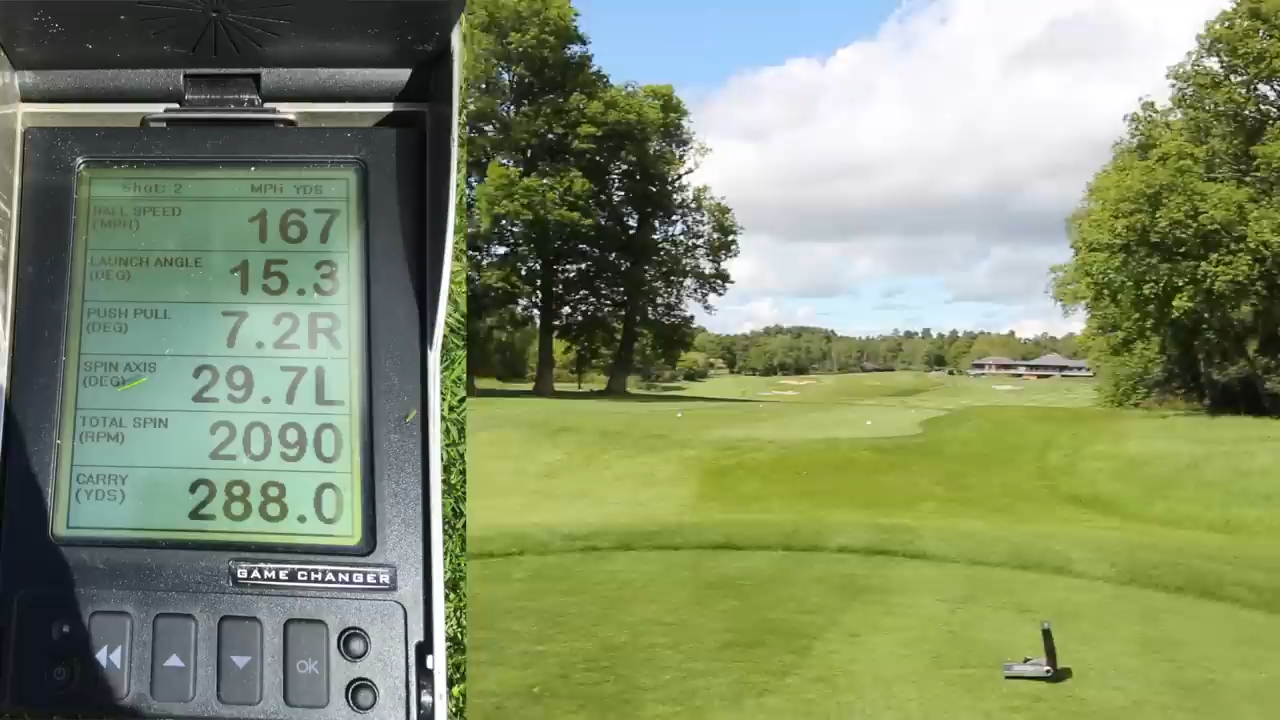 Shot: 2 MPH YDS
BALL SPEED
(MPH)
167
LAUNCH ANGLE
(DEG)
15.3
PUSH PULL
(DEG)
7.2R
SPIN AXIS
(DEG)
29.7L
TOTAL SPIN
(RPM)
2090
CARRY
(YDS)
288.0
GAME CHANGER
OK